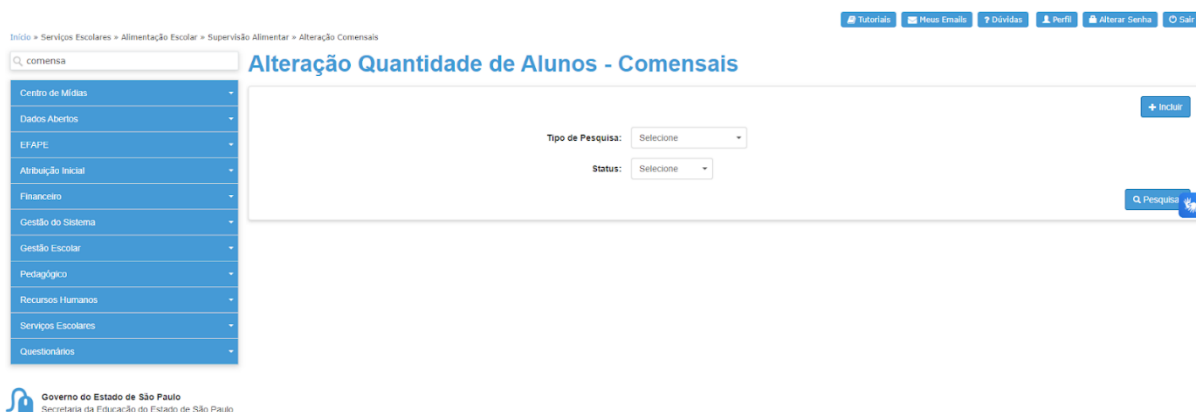 Tutoriais Meus Emails ? Dúvidas Perfil Alterar Senha Sair
Início » Serviços Escolares » Alimentação Escolar » Supervisão Alimentar » Alteração Comensais
comensa
Alteração Quantidade de Alunos - Comensais
Centro de Mídias
Dados Abertos
EFAPE
Atribuição Inicial
Financeiro
Gestão do Sistema
Gestão Escolar
Pedagógico
Recursos Humanos
Serviços Escolares
Questionários
+ Incluir
Tipo de Pesquisa: Selecione
Status: Selecione
Pesquisa
Governo do Estado de São Paulo
Secretaria da Educação do Estado de São Paulo